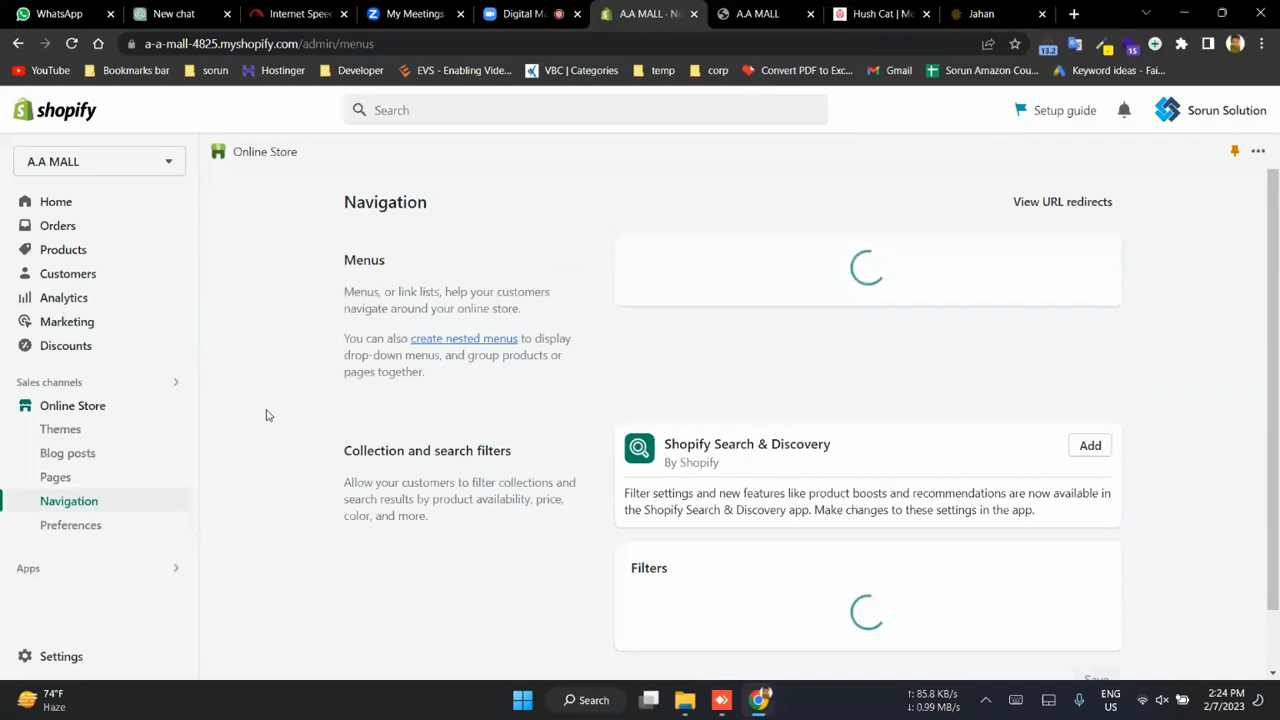 WhatsApp
New chat
Internet Spee
My Meetings
Digital Ma
A.A MALL · Na
A.A MALL
Hush Cat | Me
Jahan
a-a-mall-4825.myshopify.com/admin/menus
13.2
15
YouTube
Bookmarks bar
sorun
Hostinger
Developer
EVS - Enabling Vide...
VBC | Categories
temp
corp
Convert PDF to Exc...
Gmail
Sorun Amazon Cou...
Keyword ideas - Fai...
shopify
Search
Setup guide
Sorun Solution
A.A MALL
Online Store
Home
Orders
Products
Customers
Analytics
Marketing
Discounts
Sales channels
Online Store
Themes
Blog posts
Pages
Navigation
Preferences
Apps
Settings
Navigation
View URL redirects
Menus
Menus, or link lists, help your customers
navigate around your online store.
You can also create nested menus to display
drop-down menus, and group products or
pages together.
Collection and search filters
Allow your customers to filter collections and
search results by product availability, price,
color, and more.
Shopify Search & Discovery
By Shopify
Add
Filter settings and new features like product boosts and recommendations are now available in
the Shopify Search & Discovery app. Make changes to these settings in the app.
Filters
Save
74°F
Haze
Search
↑: 85.8 KB/s
↓: 0.99 MB/s
ENG
US
2:24 PM
2/7/2023